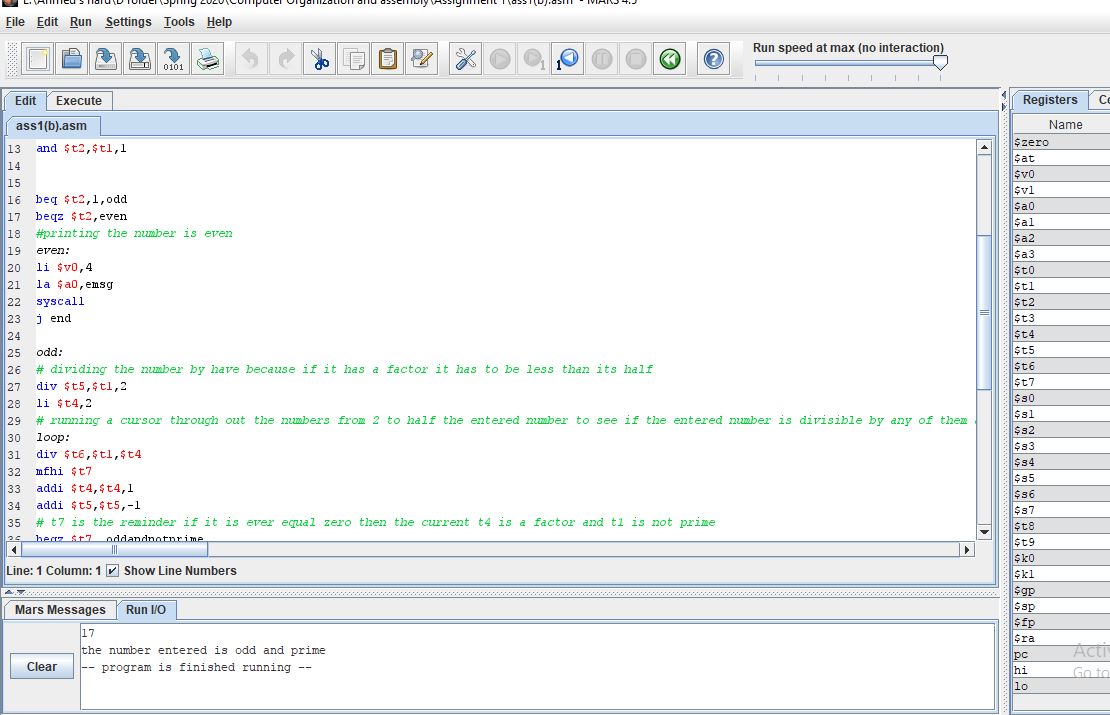 E:\Ahmed's hard\D folder\Spring 2020\Computer Organization and assembly\Assignment 1\ass1(b).asm - MARS 4.5
File Edit Run Settings Tools Help
Run speed at max (no interaction)
0101
1
1
Edit Execute
ass1(b).asm
13 and $t2,$t1,1
14
15
16 beq $t2,1,odd
17 beqz $t2,even
18 #printing the number is even
19 even:
20 li $v0,4
21 la $a0,emsg
22 syscall
23 j end
24
25 odd:
26 # dividing the number by have because if it has a factor it has to be less than its half
27 div $t5,$t1,2
28 li $t4,2
29 # running a cursor through out the numbers from 2 to half the entered number to see if the entered number is divisible by any of them
30 loop:
31 div $t6,$t1,$t4
32 mfhi $t7
33 addi $t4,$t4,1
34 addi $t5,$t5,-1
35 # t7 is the reminder if it is ever equal zero then the current t4 is a factor and t1 is not prime
36 beqz $t7, oddandnotprime
Line: 1 Column: 1 Show Line Numbers
Mars Messages Run I/O
Clear
17
the number entered is odd and prime
-- program is finished running --
Registers Co
Name
$zero
$at
$v0
$v1
$a0
$a1
$a2
$a3
$t0
$t1
$t2
$t3
$t4
$t5
$t6
$t7
$s0
$s1
$s2
$s3
$s4
$s5
$s6
$s7
$t8
$t9
$k0
$k1
$gp
$sp
$fp
$ra
pc
hi
lo
Activ
Go to